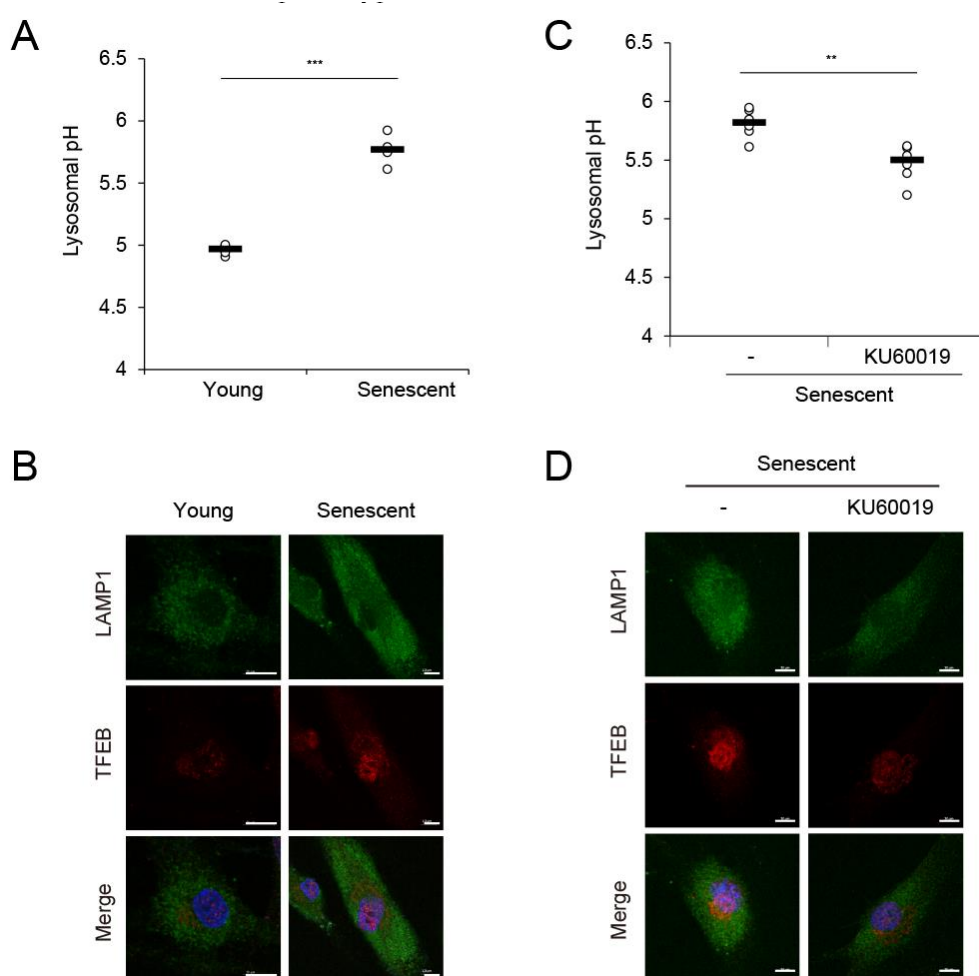 A
6.5
6
5.5
5
4.5
4
Lysosomal pH
***
Young
Senescent
C
6.5
6
5.5
5
4.5
4
Lysosomal pH
**
-
KU60019
Senescent
B
Young
Senescent
LAMP1
TFEB
Merge
D
Senescent
-
KU60019
LAMP1
TFEB
Merge